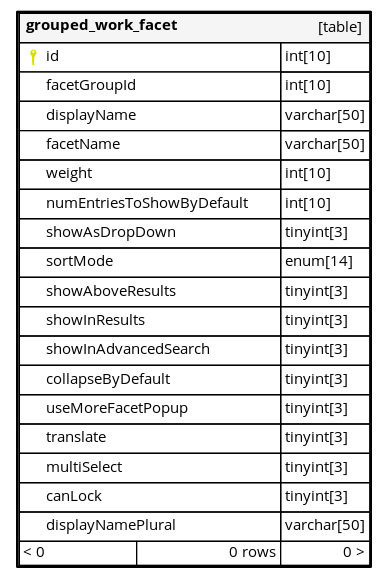 grouped_work_facet [table]
id int[10]
facetGroupId int[10]
displayName varchar[50]
facetName varchar[50]
weight int[10]
numEntriesToShowByDefault int[10]
showAsDropDown tinyint[3]
sortMode enum[14]
showAboveResults tinyint[3]
showInResults tinyint[3]
showInAdvancedSearch tinyint[3]
collapseByDefault tinyint[3]
useMoreFacetPopup tinyint[3]
translate tinyint[3]
multiSelect tinyint[3]
canLock tinyint[3]
displayNamePlural varchar[50]
< 0 0 rows 0 >